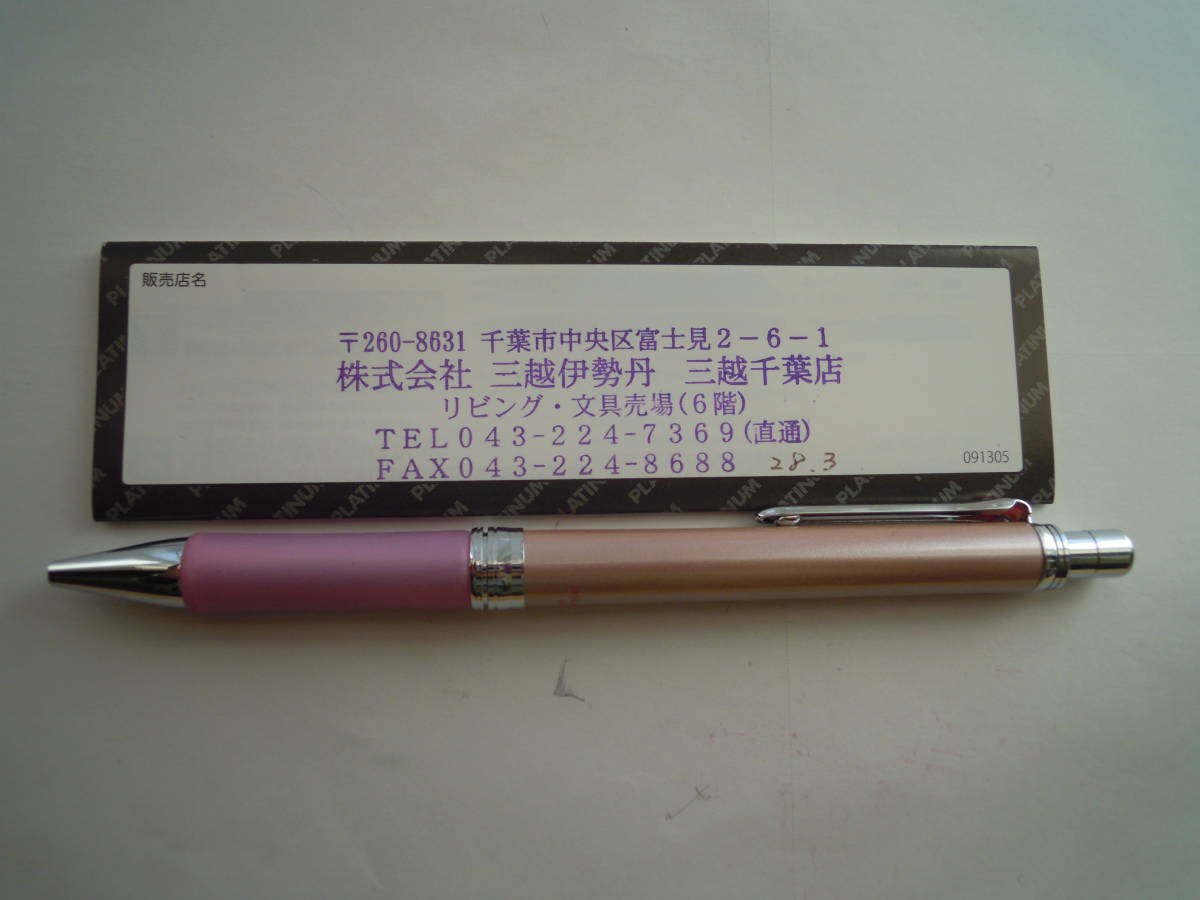 販売店名
〒260-8631 千葉市中央区富士見2-6-1
株式会社 三越伊勢丹 三越千葉店
リビング・文具売場(6階)
TEL043-224-7369(直通)
FAX043-224-8688 28.3
091305
PLATINUM